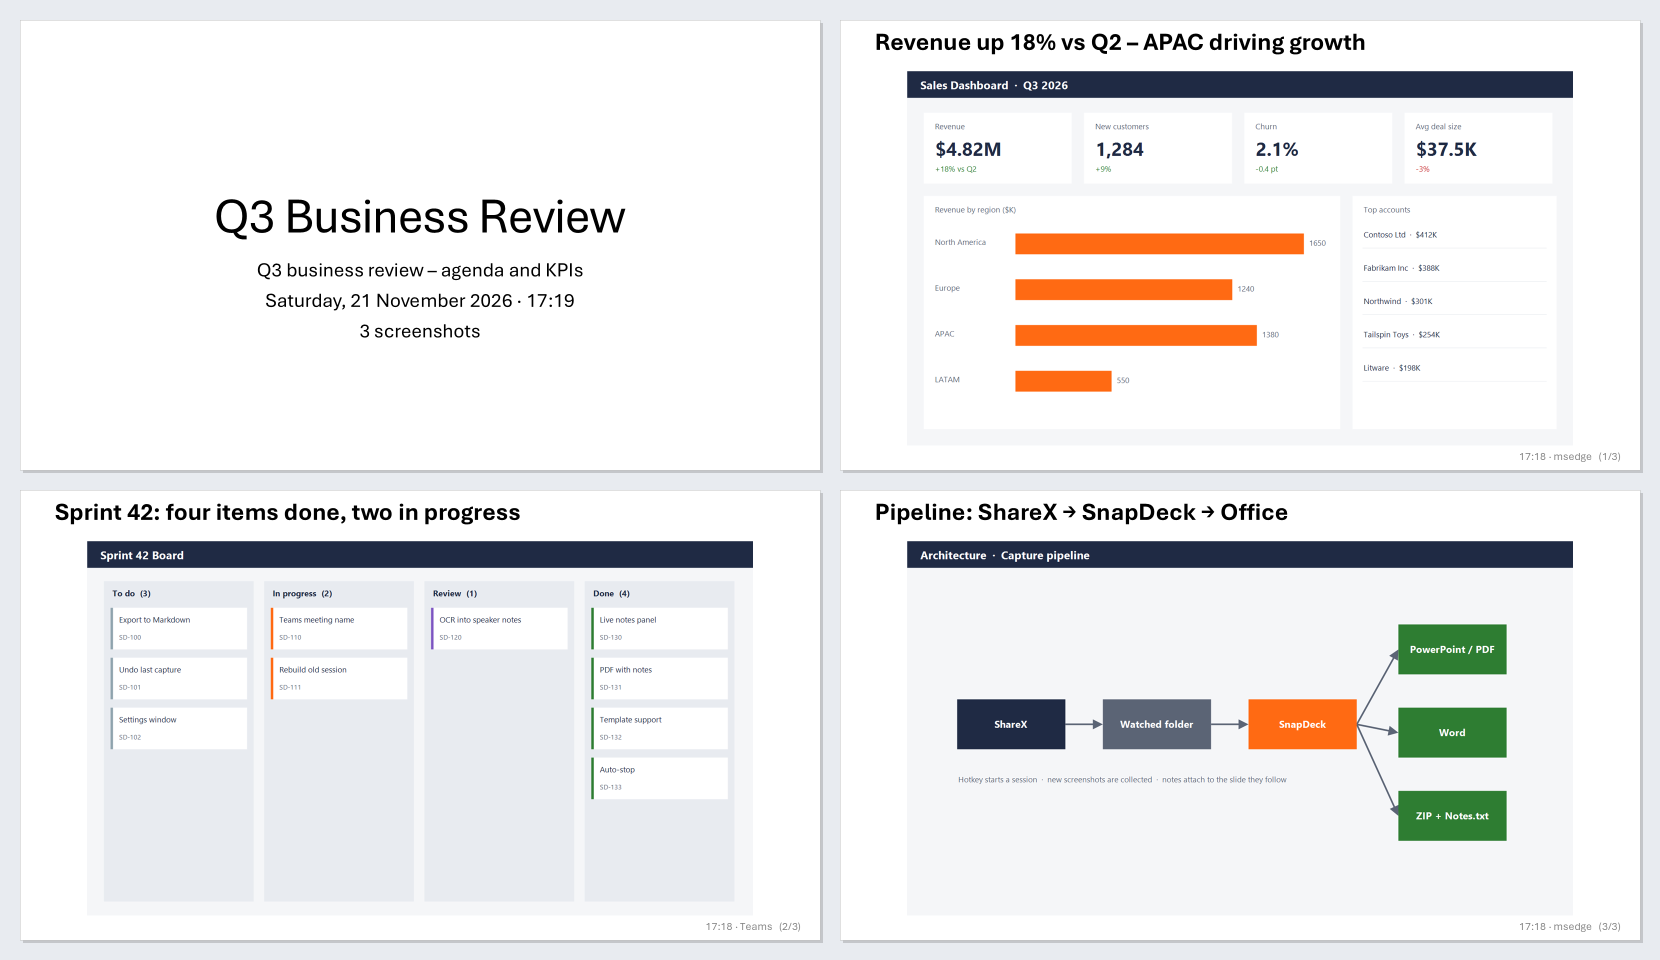 Q3 Business Review
Q3 business review – agenda and KPIs
Saturday, 21 November 2026 · 17:19
3 screenshots
Revenue up 18% vs Q2 – APAC driving growth
Sales Dashboard · Q3 2026
Revenue
$4.82M
+18% vs Q2
New customers
1,284
+9%
Churn
2.1%
-0.4 pt
Avg deal size
$37.5K
-3%
Revenue by region ($K)
North America 1650
Europe 1240
APAC 1380
LATAM 550
Top accounts
Contoso Ltd · $412K
Fabrikam Inc · $388K
Northwind · $301K
Tailspin Toys · $254K
Litware · $198K
17:18 · msedge (1/3)
Sprint 42: four items done, two in progress
Sprint 42 Board
To do (3)
Export to Markdown
SD-100
Undo last capture
SD-101
Settings window
SD-102
In progress (2)
Teams meeting name
SD-110
Rebuild old session
SD-111
Review (1)
OCR into speaker notes
SD-120
Done (4)
Live notes panel
SD-130
PDF with notes
SD-131
Template support
SD-132
Auto-stop
SD-133
17:18 · Teams (2/3)
Pipeline: ShareX → SnapDeck → Office
Architecture · Capture pipeline
ShareX
Watched folder
SnapDeck
PowerPoint / PDF
Word
ZIP + Notes.txt
Hotkey starts a session · new screenshots are collected · notes attach to the slide they follow
17:18 · msedge (3/3)